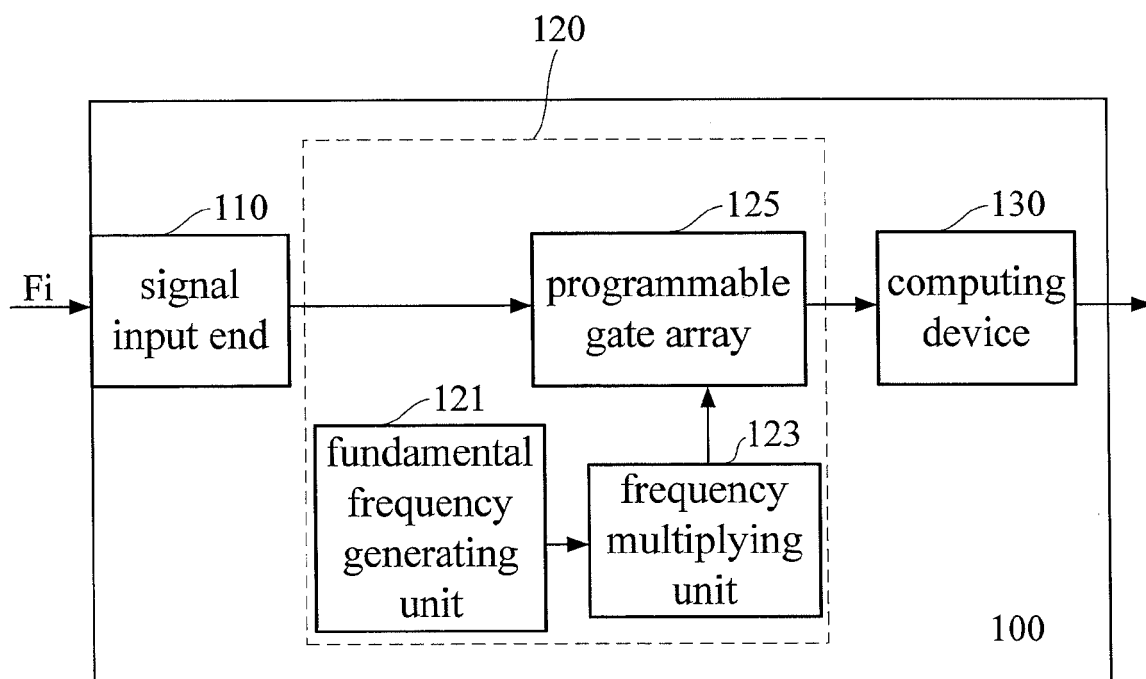 120
110
125
130
Fi
signal
input end
programmable
gate array
computing
device
121
123
fundamental
frequency
generating
unit
frequency
multiplying
unit
100